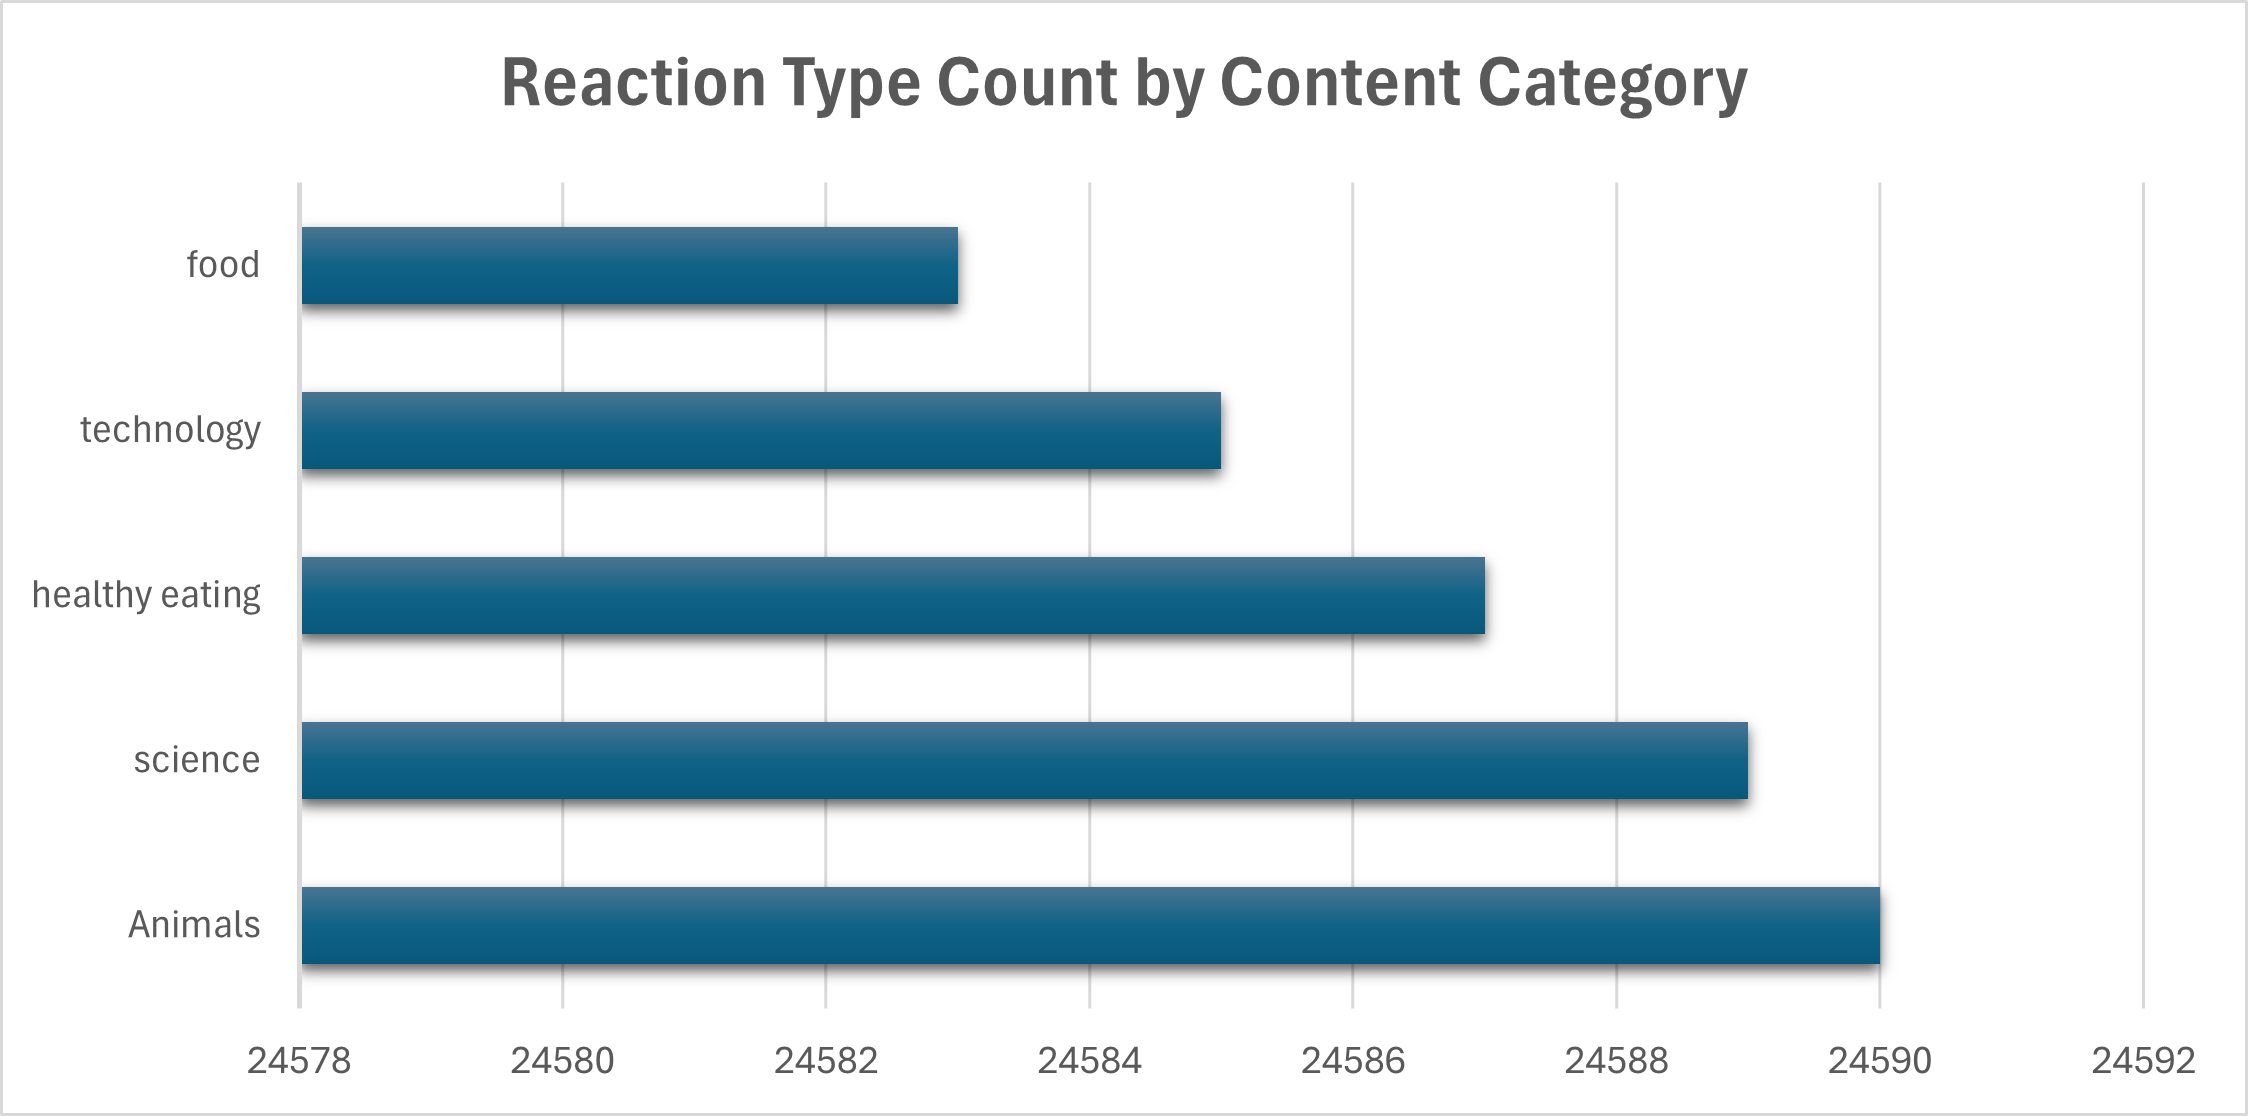 Reaction Type Count by Content Category
food
technology
healthy eating
science
Animals
24578 24580 24582 24584 24586 24588 24590 24592